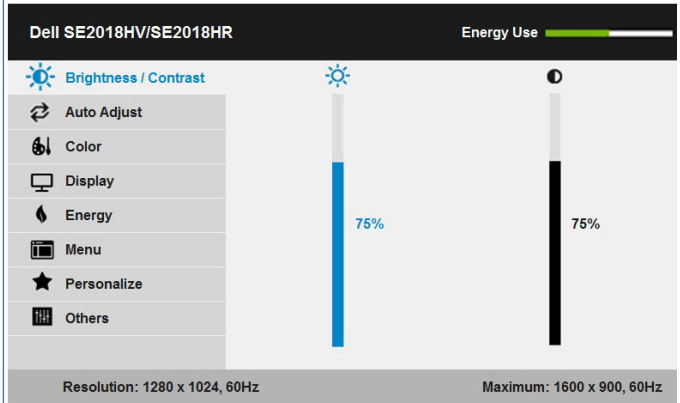 Dell SE2018HV/SE2018HR
Energy Use
Brightness / Contrast
Auto Adjust
Color
Display
Energy
Menu
Personalize
Others
75%
75%
Resolution: 1280 x 1024, 60Hz
Maximum: 1600 x 900, 60Hz